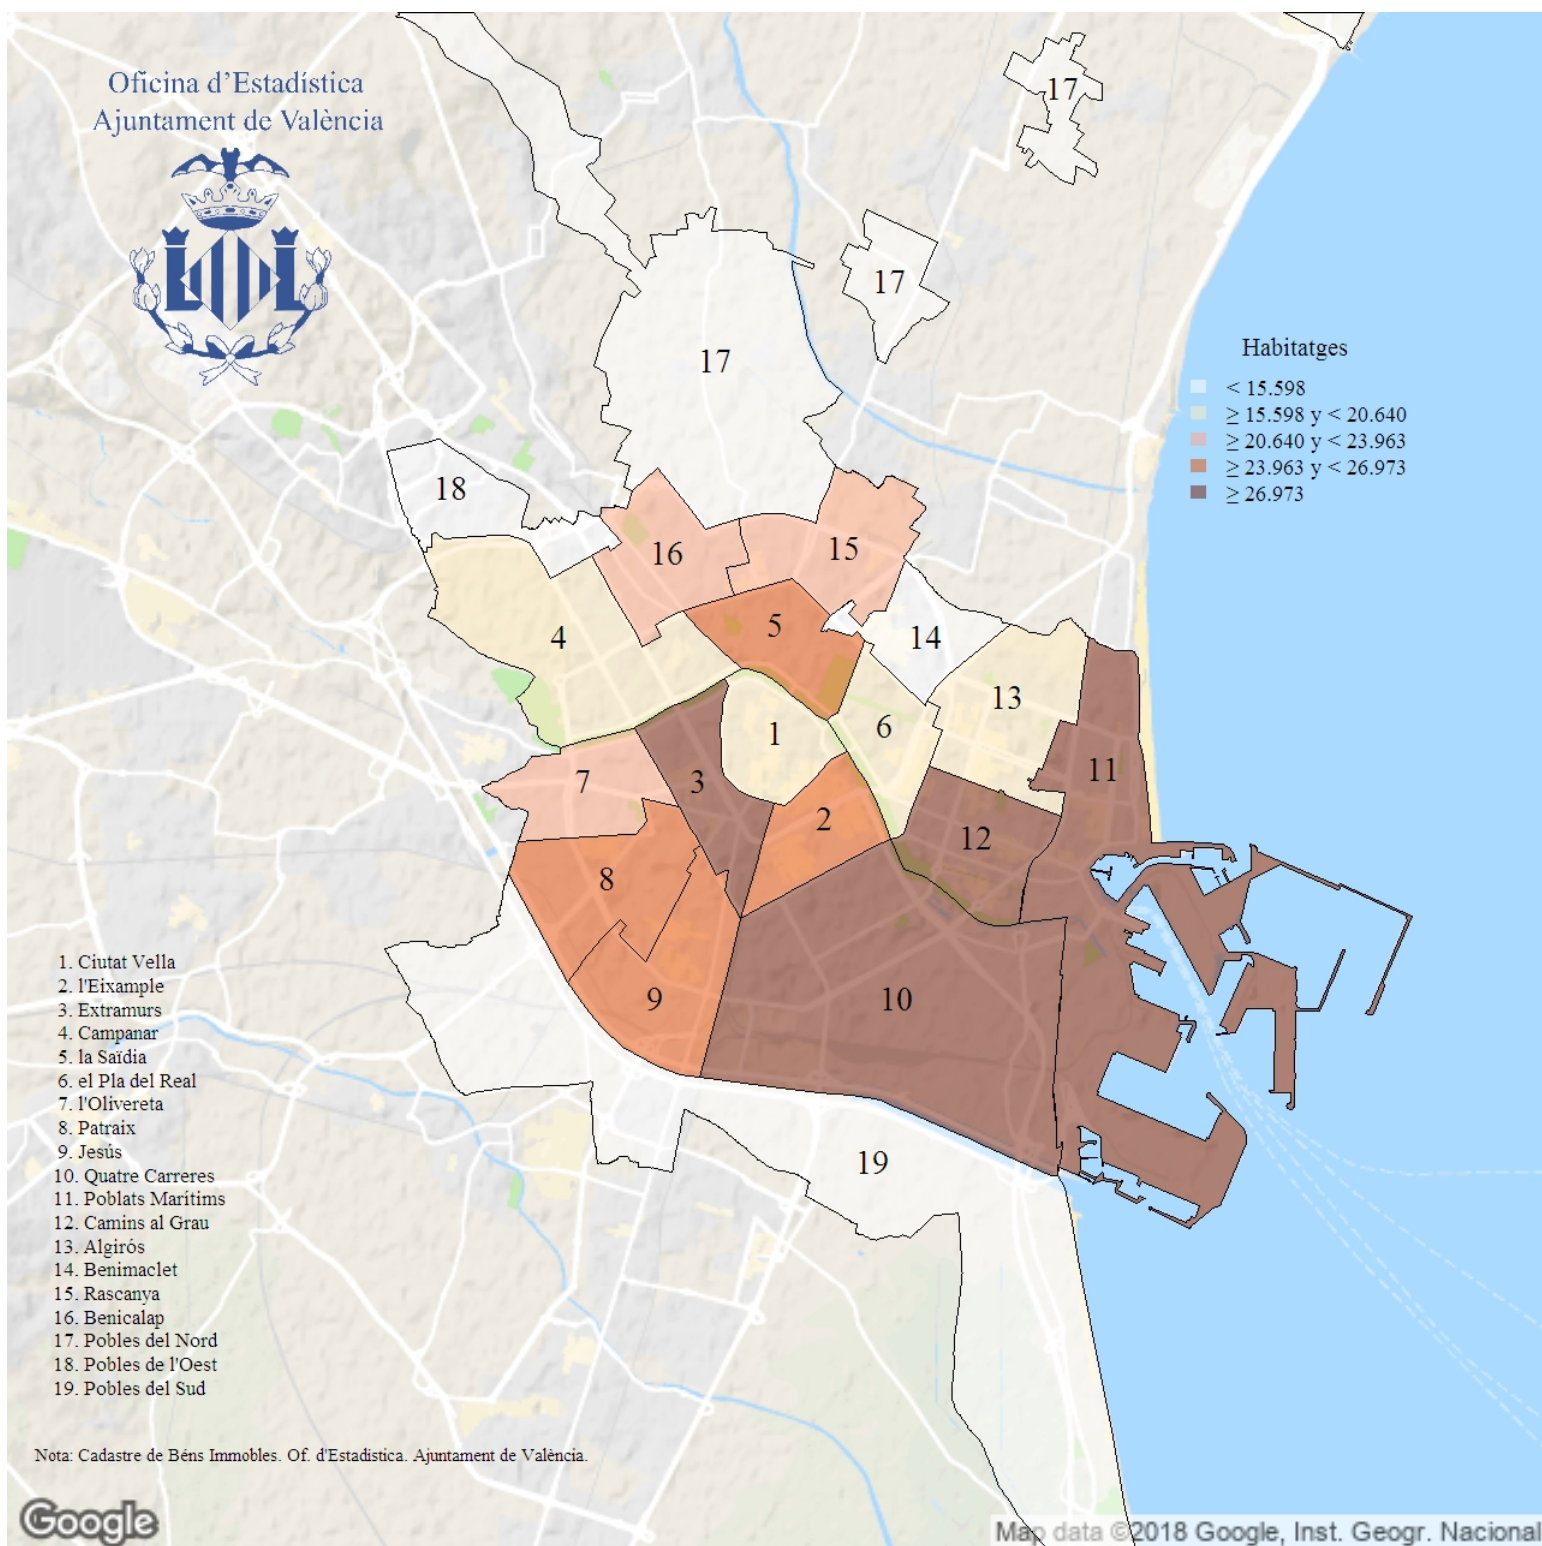 Oficina d'Estadística
Ajuntament de València
17
17
17
Habitatges
< 15.598
≥ 15.598 y < 20.640
≥ 20.640 y < 23.963
≥ 23.963 y < 26.973
≥ 26.973
18
16
15
4
5
14
13
1
6
7
3
11
2
12
8
9
10
19
1. Ciutat Vella
2. l'Eixample
3. Extramurs
4. Campanar
5. la Saïdia
6. el Pla del Real
7. l'Olivereta
8. Patraix
9. Jesús
10. Quatre Carreres
11. Poblats Marítims
12. Camins al Grau
13. Algirós
14. Benimaclet
15. Rascanya
16. Benicalap
17. Pobles del Nord
18. Pobles de l'Oest
19. Pobles del Sud
Nota: Cadastre de Béns Immobles. Of. d'Estadística. Ajuntament de València.
Google
Map data ©2018 Google, Inst. Geogr. Nacional